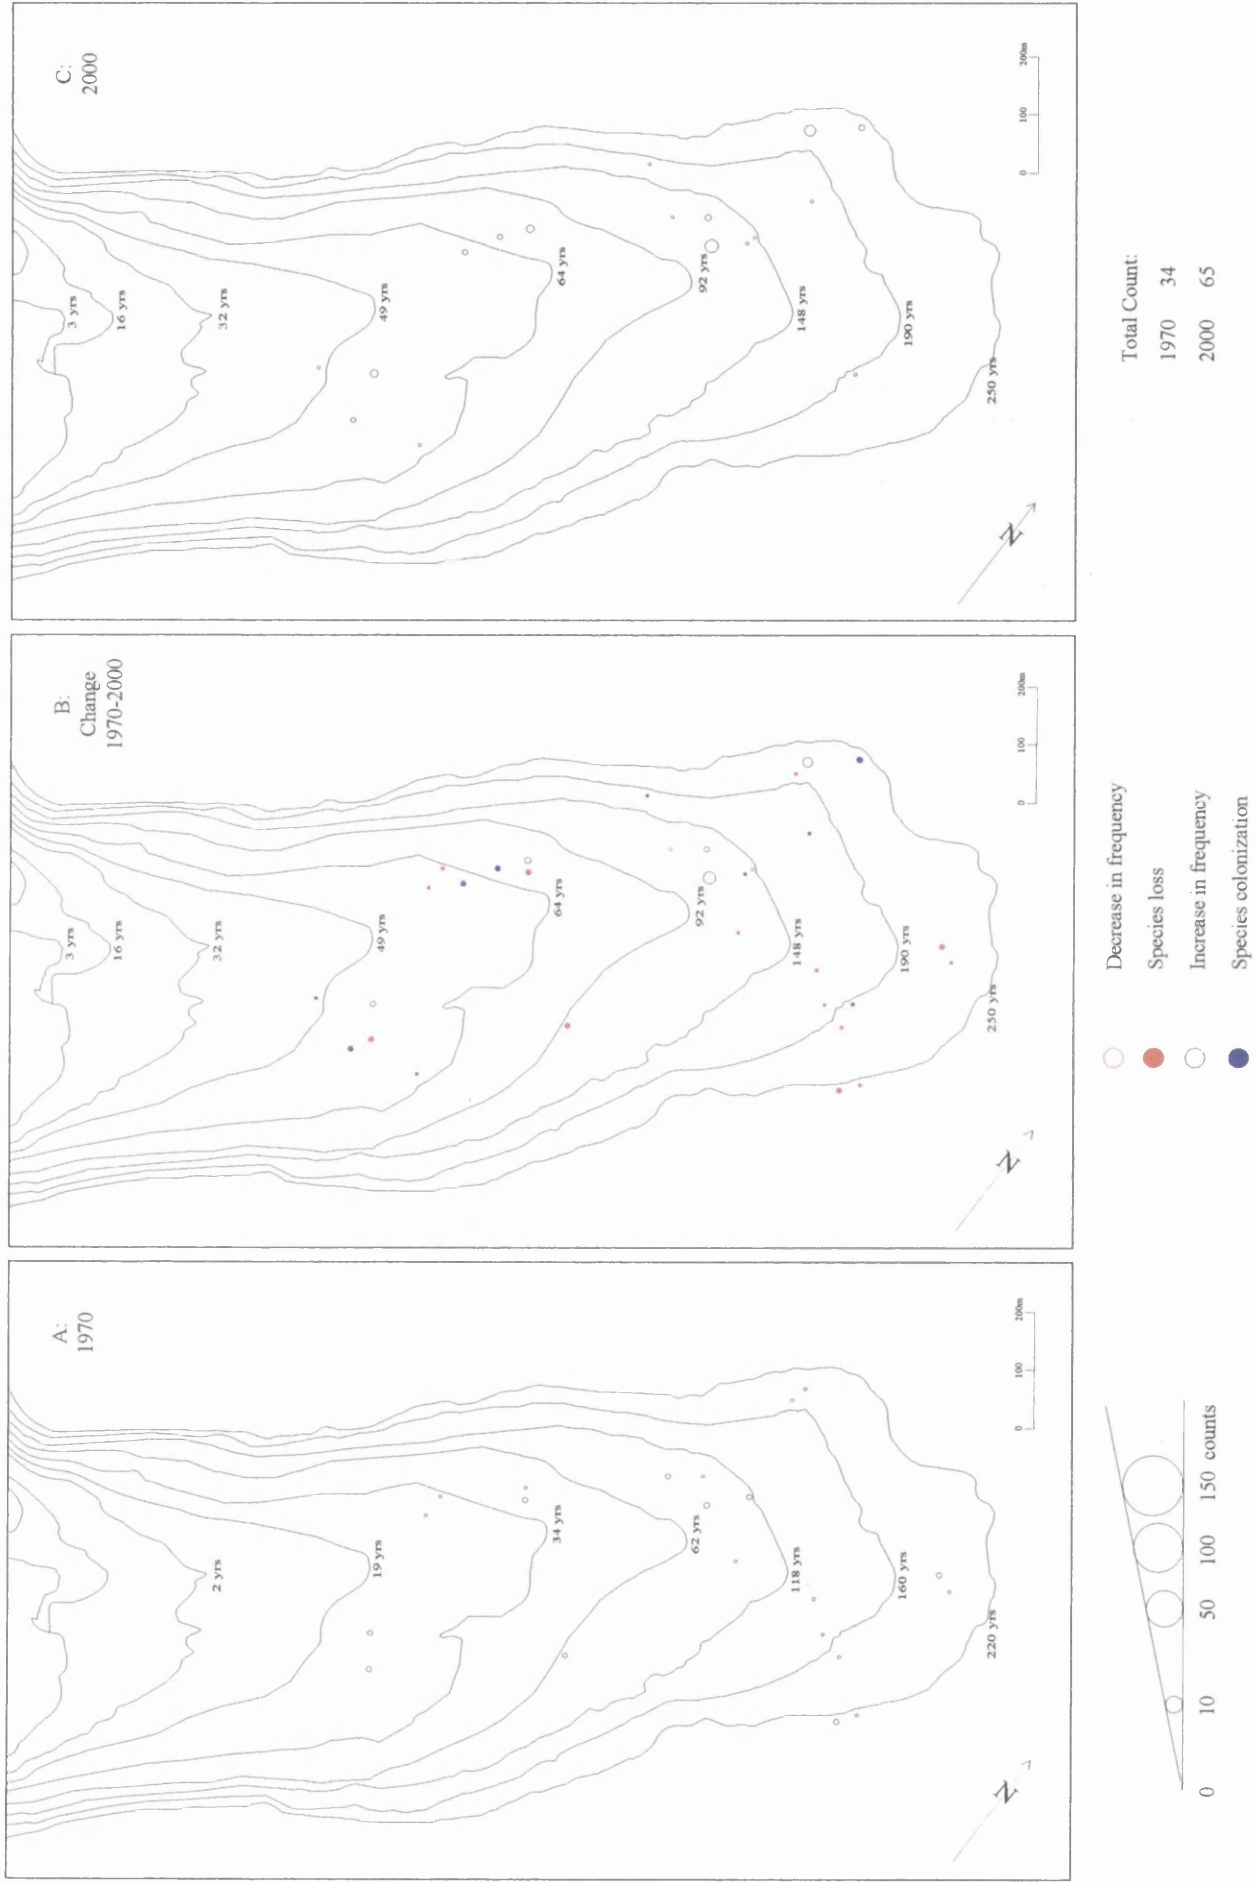 C:
2000
3 yrs
16 yrs
32 yrs
49 yrs
64 yrs
92 yrs
148 yrs
190 yrs
250 yrs
0 100 200m
N
B:
Change
1970-2000
3 yrs
16 yrs
32 yrs
49 yrs
64 yrs
92 yrs
148 yrs
190 yrs
250 yrs
0 100 200m
N
A:
1970
2 yrs
19 yrs
34 yrs
62 yrs
118 yrs
160 yrs
220 yrs
0 100 200m
N
Total Count:
1970 34
2000 65
Decrease in frequency
Species loss
Increase in frequency
Species colonization
0 10 50 100 150 counts